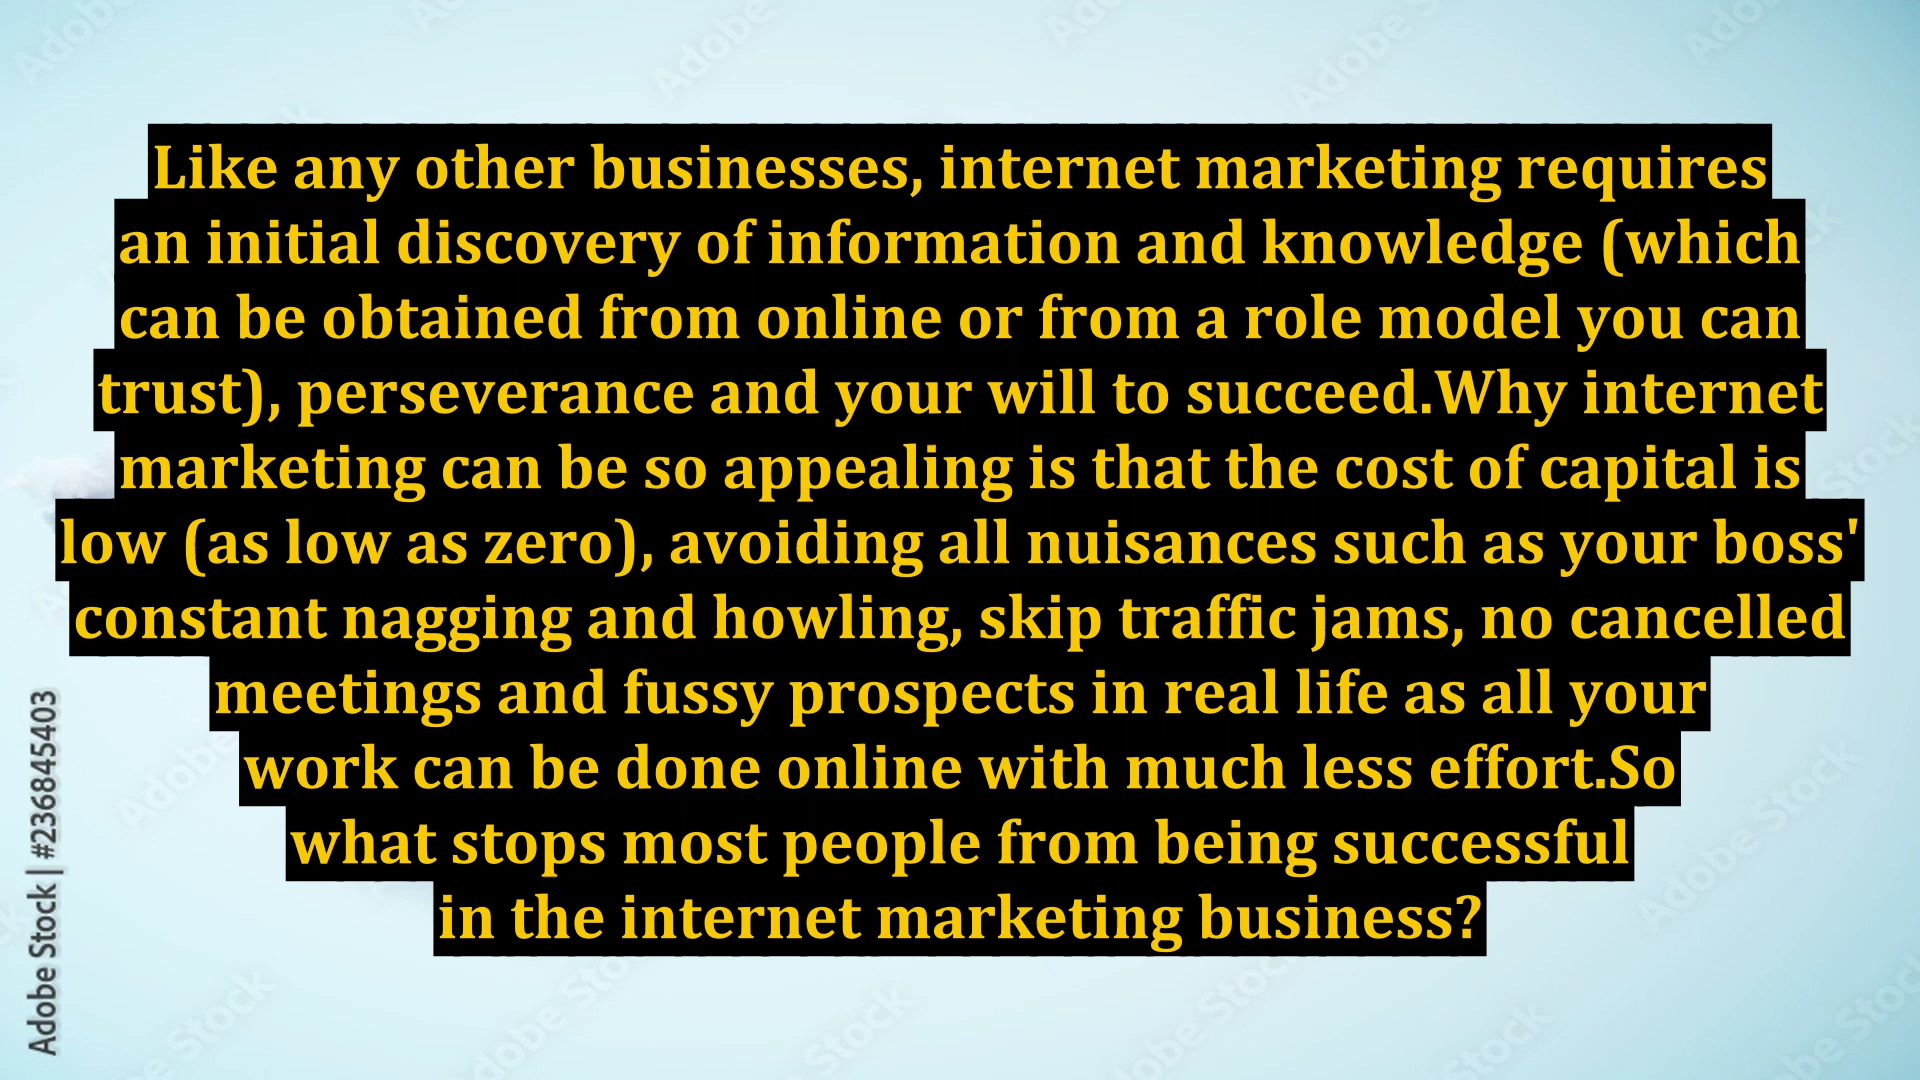 Like any other businesses, internet marketing requires
an initial discovery of information and knowledge (which
can be obtained from online or from a role model you can
trust), perseverance and your will to succeed.Why internet
marketing can be so appealing is that the cost of capital is
low (as low as zero), avoiding all nuisances such as your boss'
constant nagging and howling, skip traffic jams, no cancelled
meetings and fussy prospects in real life as all your
work can be done online with much less effort.So
what stops most people from being successful
in the internet marketing business?
Adobe Stock | #236845403